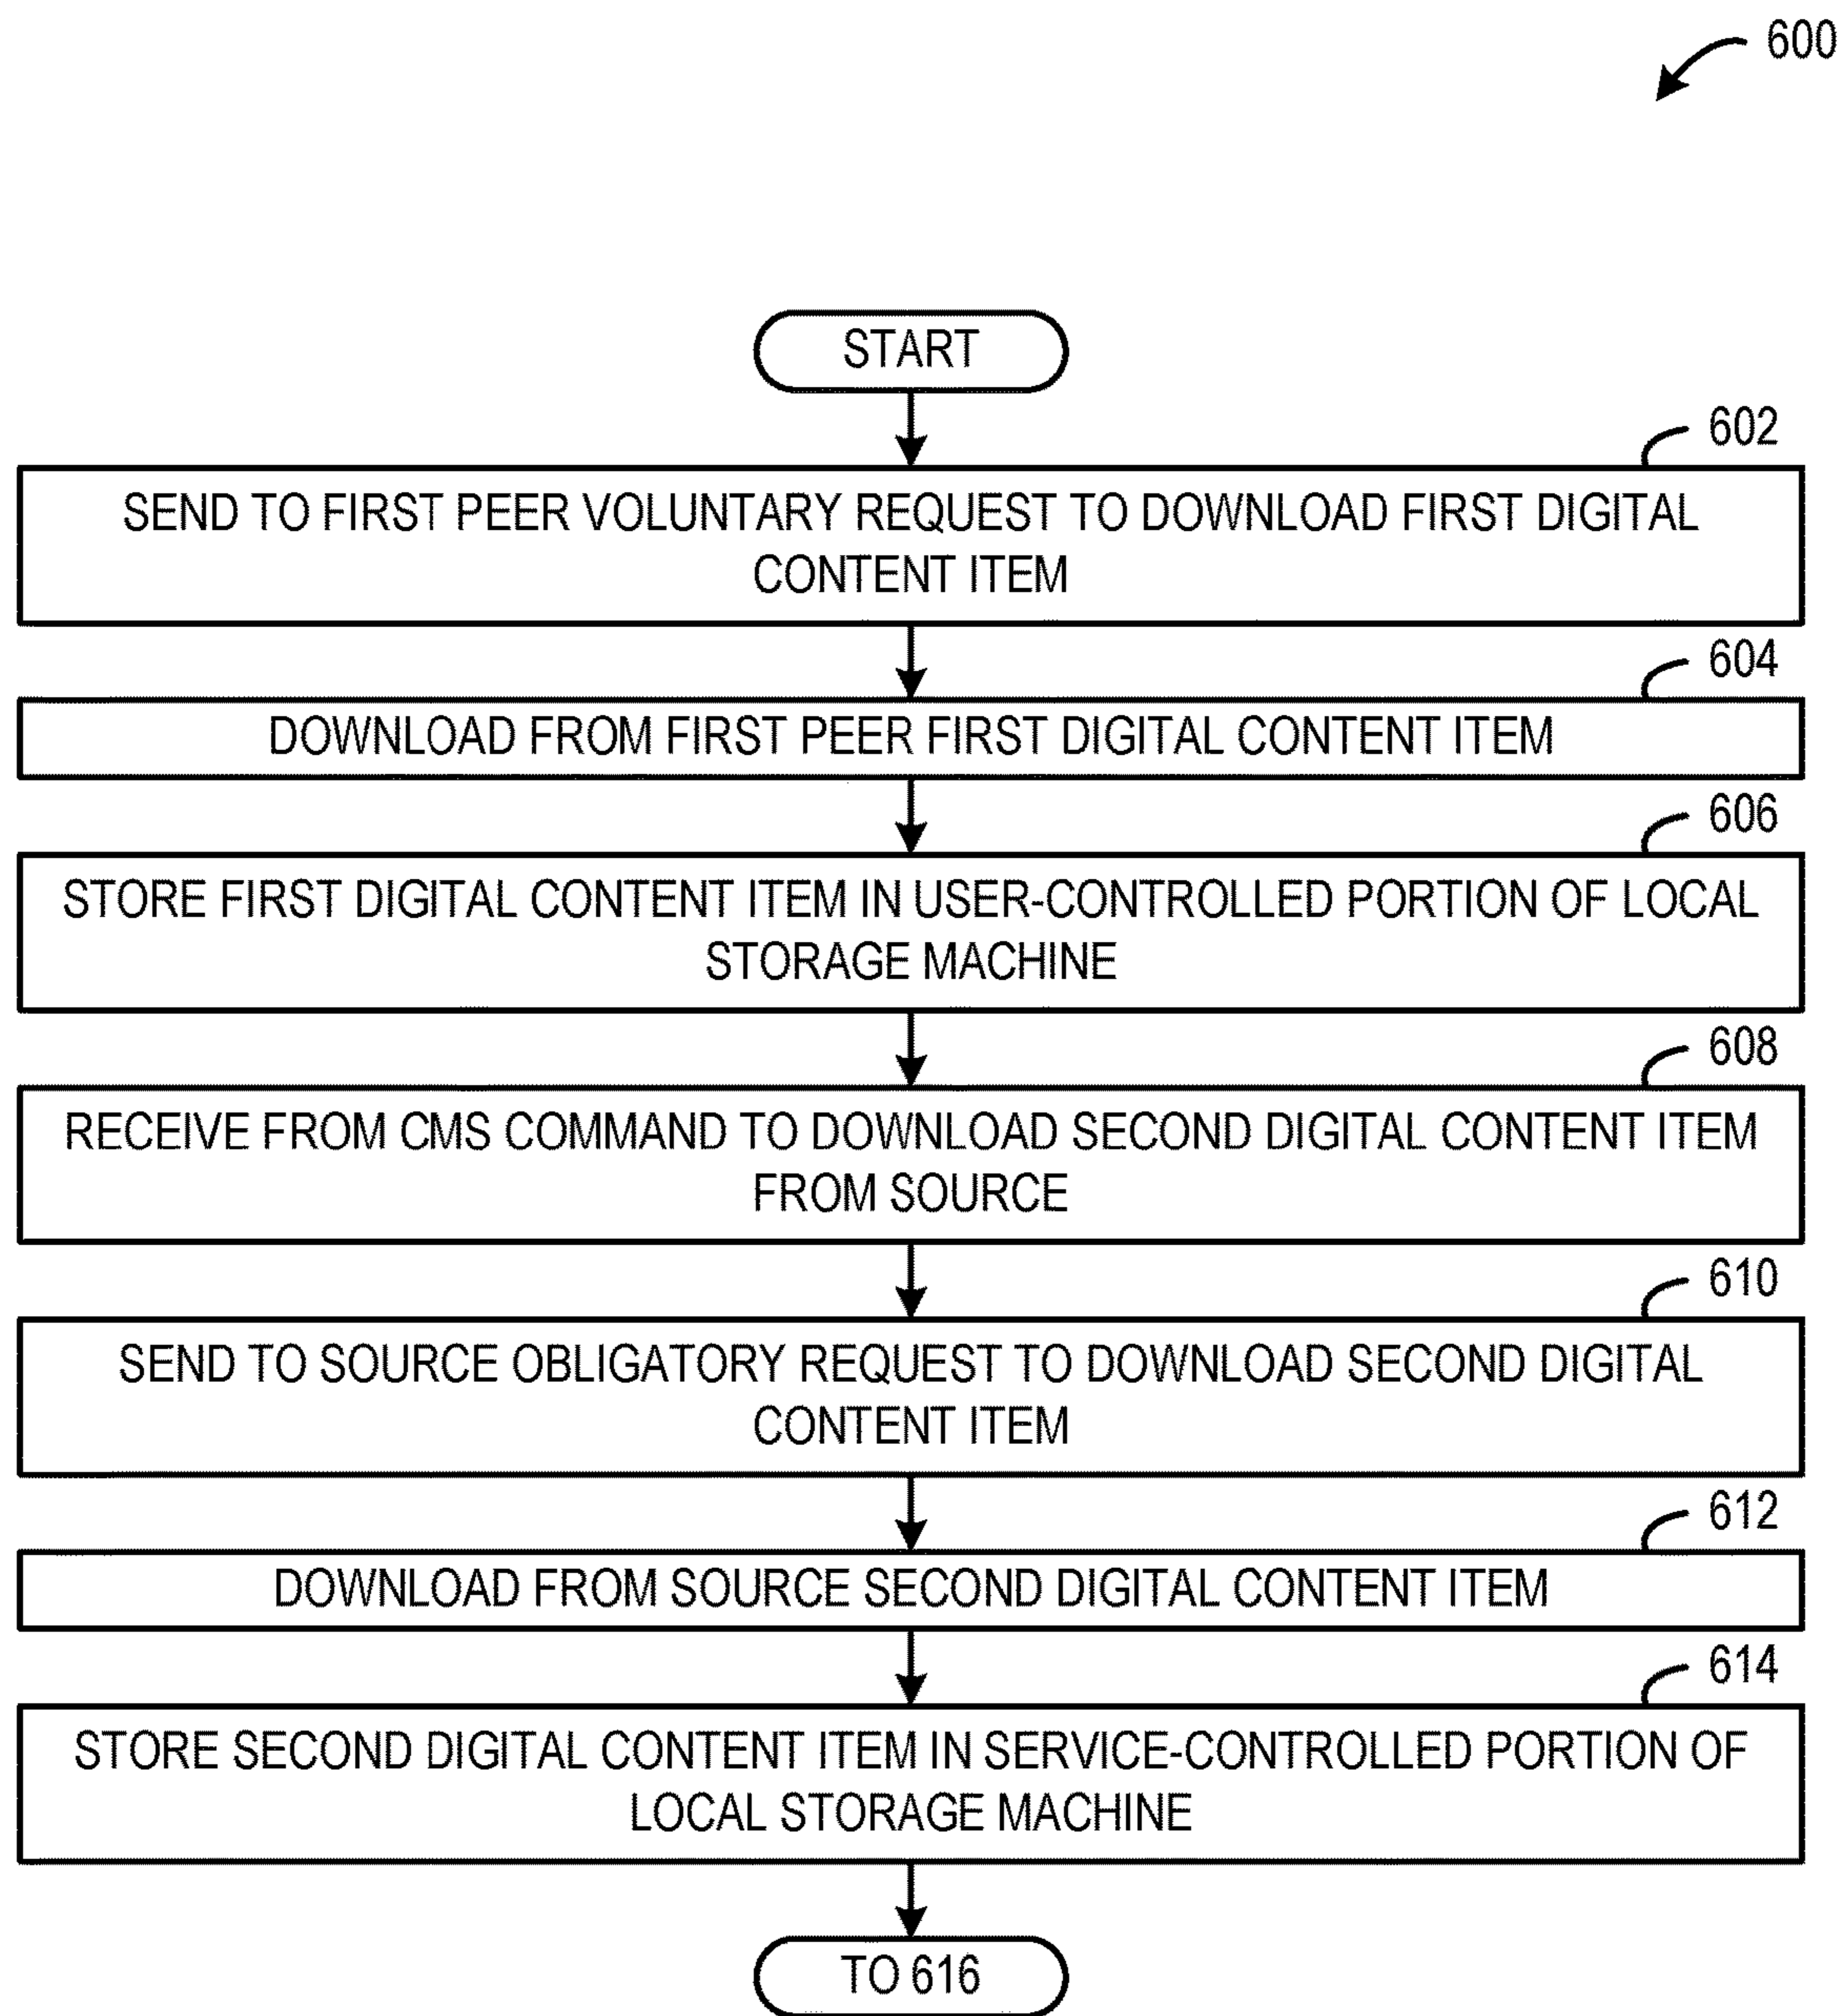 600
START
602
SEND TO FIRST PEER VOLUNTARY REQUEST TO DOWNLOAD FIRST DIGITAL
CONTENT ITEM
604
DOWNLOAD FROM FIRST PEER FIRST DIGITAL CONTENT ITEM
606
STORE FIRST DIGITAL CONTENT ITEM IN USER-CONTROLLED PORTION OF LOCAL
STORAGE MACHINE
608
RECEIVE FROM CMS COMMAND TO DOWNLOAD SECOND DIGITAL CONTENT ITEM
FROM SOURCE
610
SEND TO SOURCE OBLIGATORY REQUEST TO DOWNLOAD SECOND DIGITAL
CONTENT ITEM
612
DOWNLOAD FROM SOURCE SECOND DIGITAL CONTENT ITEM
614
STORE SECOND DIGITAL CONTENT ITEM IN SERVICE-CONTROLLED PORTION OF
LOCAL STORAGE MACHINE
TO 616